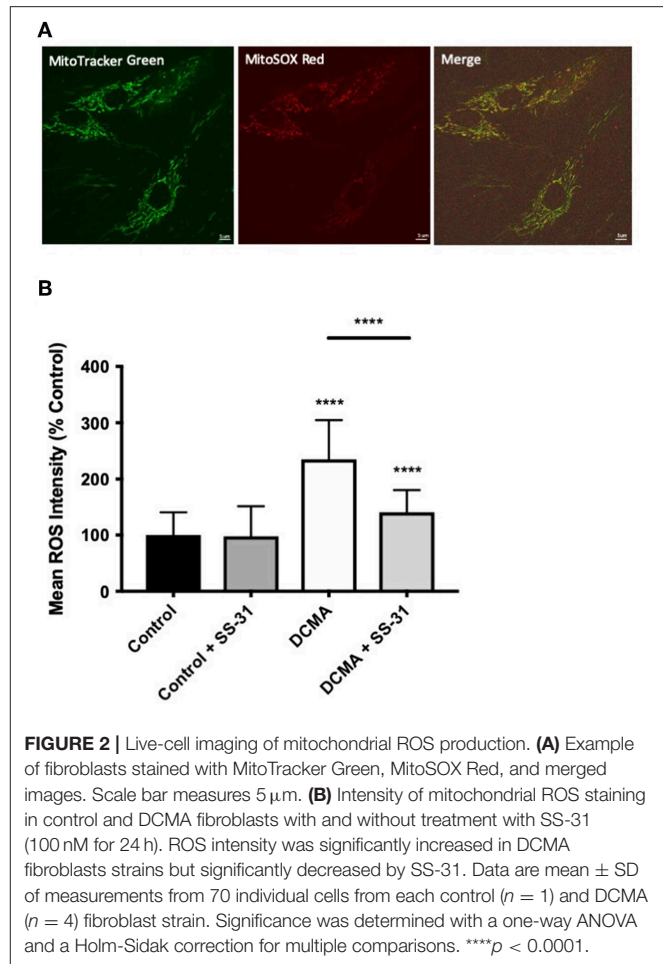 A
MitoTracker Green
MitoSOX Red
Merge
5μm
5μm
5μm
B
****
400
300
200
100
0
Mean ROS Intensity (% Control)
****
****
Control
Control + SS-31
DCMA
DCMA + SS-31
FIGURE 2 | Live-cell imaging of mitochondrial ROS production. (A) Example
of fibroblasts stained with MitoTracker Green, MitoSOX Red, and merged
images. Scale bar measures 5 μm. (B) Intensity of mitochondrial ROS staining
in control and DCMA fibroblasts with and without treatment with SS-31
(100 nM for 24 h). ROS intensity was significantly increased in DCMA
fibroblasts strains but significantly decreased by SS-31. Data are mean ± SD
of measurements from 70 individual cells from each control (n = 1) and DCMA
(n = 4) fibroblast strain. Significance was determined with a one-way ANOVA
and a Holm-Sidak correction for multiple comparisons. ****p < 0.0001.